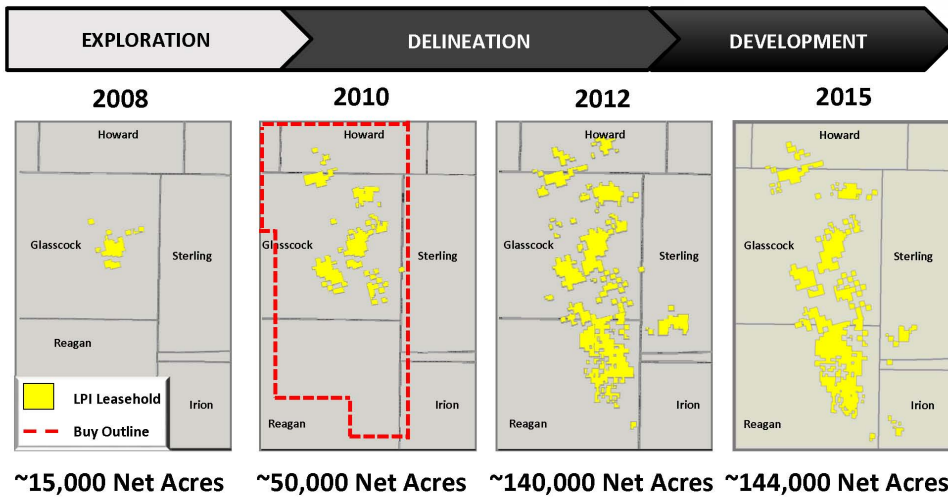 EXPLORATION
DELINEATION
DEVELOPMENT
2008
2010
2012
2015
Howard
Glasscock
Sterling
Reagan
Irion
LPI Leasehold
Buy Outline
Howard
Glasscock
Sterling
Reagan
Irion
Howard
Glasscock
Sterling
Reagan
Irion
Howard
Glasscock
Sterling
Reagan
Irion
~15,000 Net Acres
~50,000 Net Acres
~140,000 Net Acres
~144,000 Net Acres